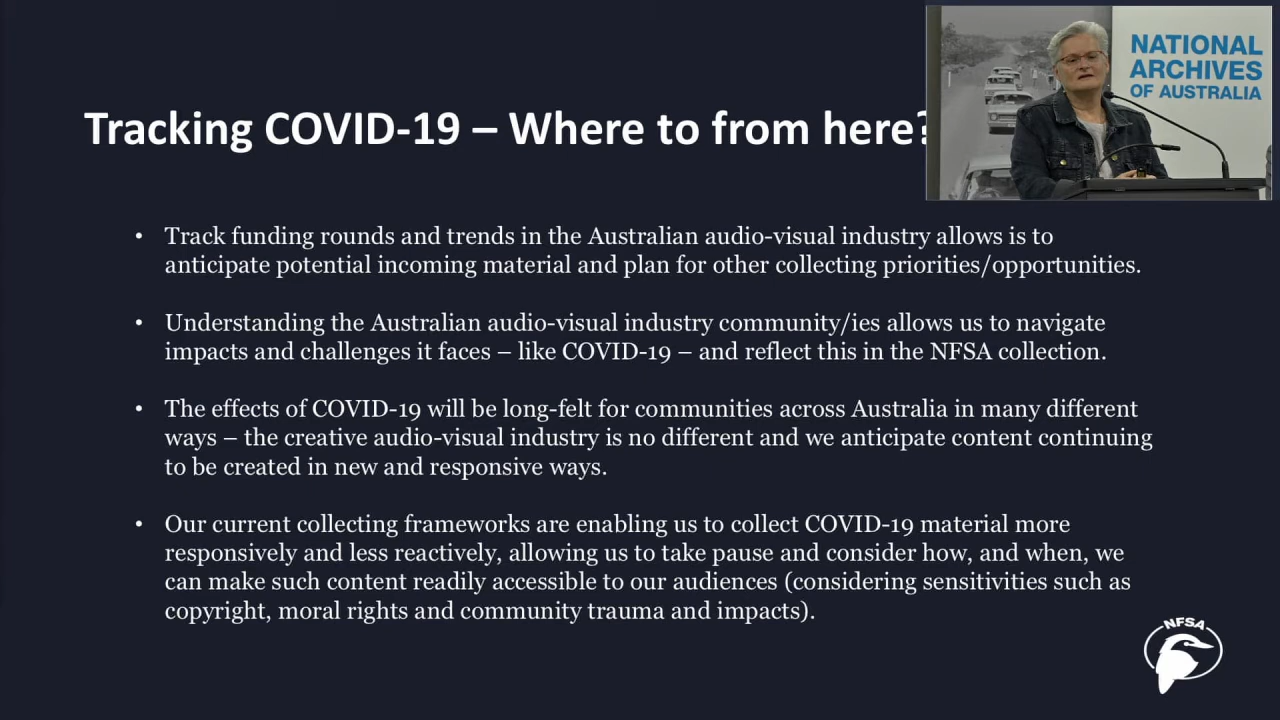 NATIONAL
ARCHIVES
OF AUSTRALIA
Tracking COVID-19 – Where to from here?
• Track funding rounds and trends in the Australian audio-visual industry allows is to
anticipate potential incoming material and plan for other collecting priorities/opportunities.
• Understanding the Australian audio-visual industry community/ies allows us to navigate
impacts and challenges it faces – like COVID-19 – and reflect this in the NFSA collection.
• The effects of COVID-19 will be long-felt for communities across Australia in many different
ways – the creative audio-visual industry is no different and we anticipate content continuing
to be created in new and responsive ways.
• Our current collecting frameworks are enabling us to collect COVID-19 material more
responsively and less reactively, allowing us to take pause and consider how, and when, we
can make such content readily accessible to our audiences (considering sensitivities such as
copyright, moral rights and community trauma and impacts).
NFSA